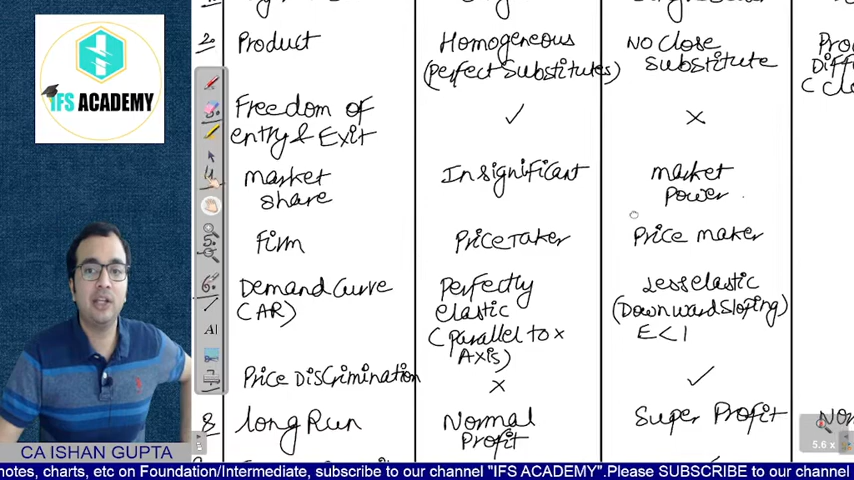 IFS ACADEMY
2. Product Homogeneous No close
(Perfect Substitutes) substitute
Freedom of
entry & Exit ✓ ×
market Insignificant market
share power
Firm Price Taker Price maker
Demand Curve Perfectly Less elastic
(AR) elastic (Downward Sloping)
(parallel to x E < 1
Axis)
Price Discrimination × ✓
8 long Run Normal Super Profit
Profit
5.6 x
CA ISHAN GUPTA
notes, charts, etc on Foundation/Intermediate, subscribe to our channel "IFS ACADEMY".Please SUBSCRIBE to our channel